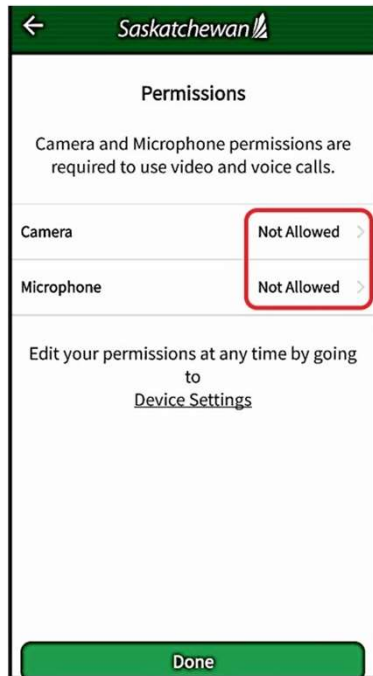 Saskatchewan
Permissions
Camera and Microphone permissions are
required to use video and voice calls.
Camera Not Allowed
Microphone Not Allowed
Edit your permissions at any time by going
to
Device Settings
Done